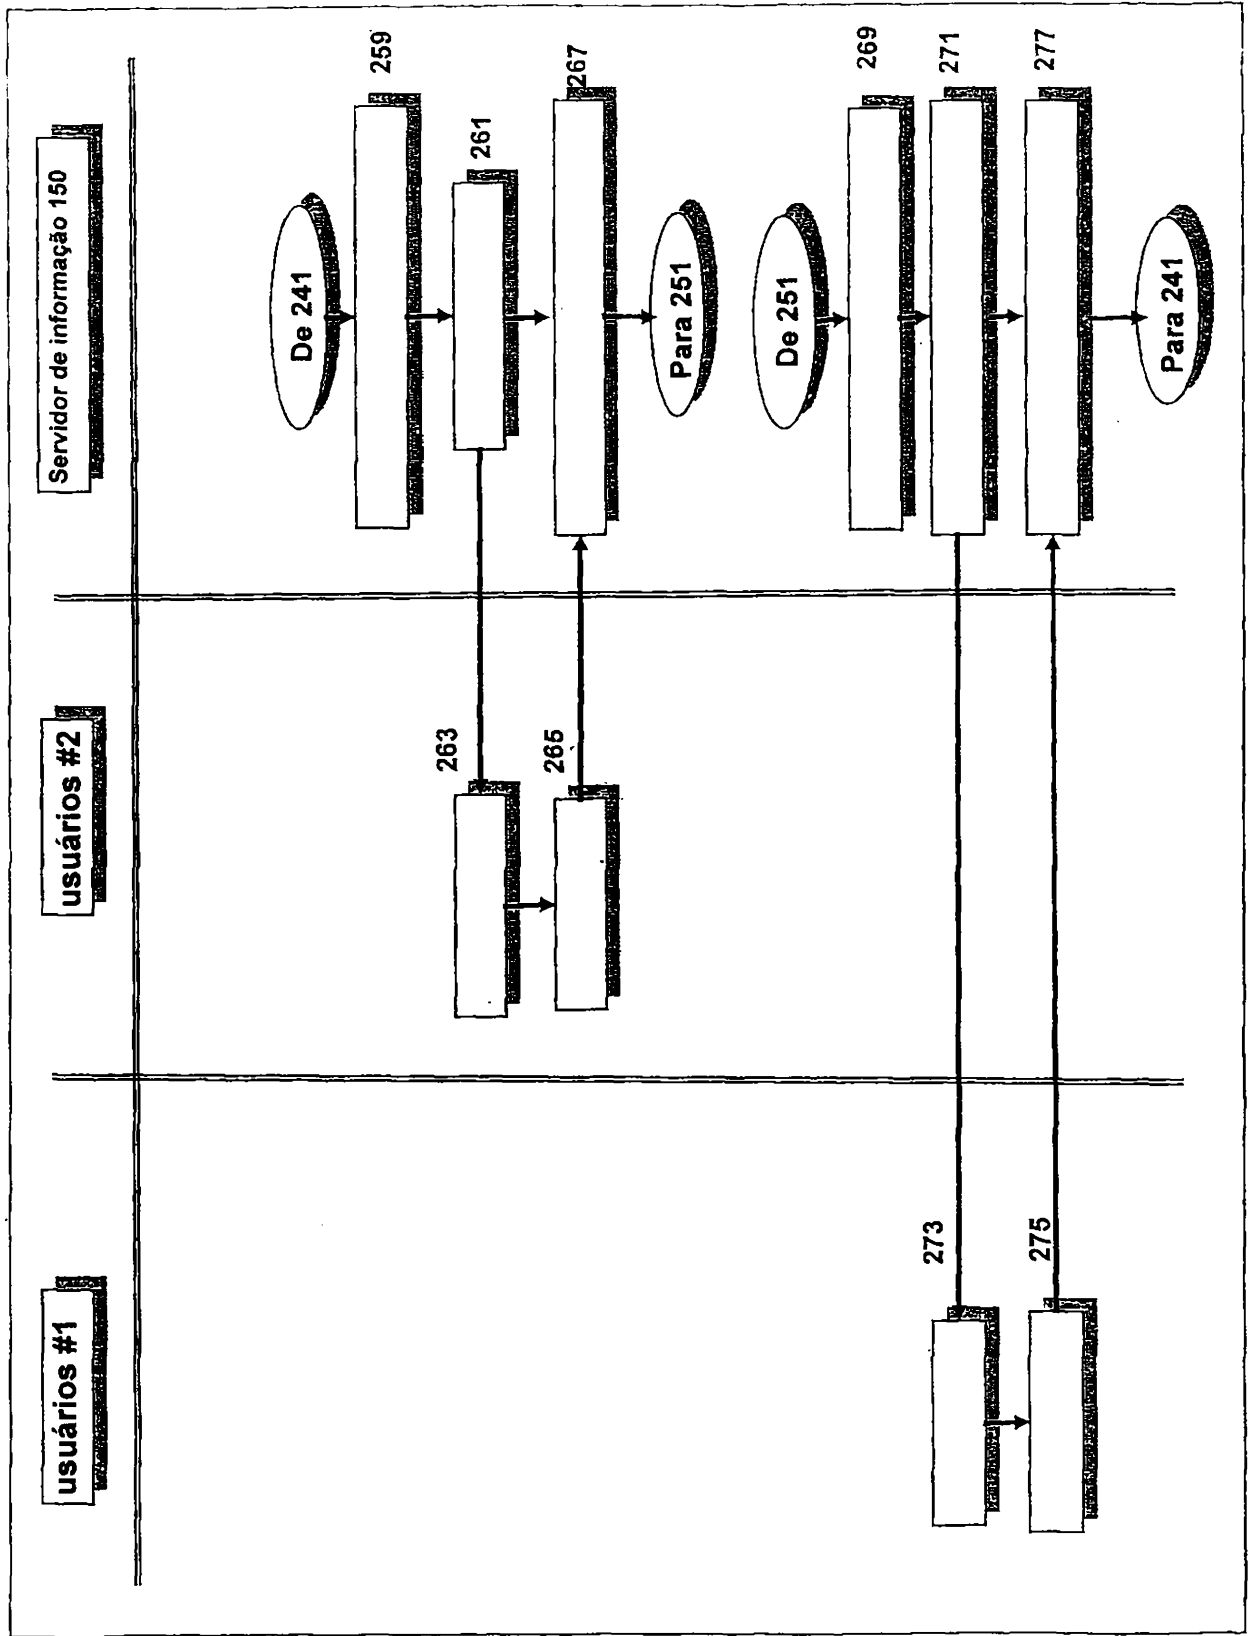 usuários #1
usuários #2
Servidor de informação 150
De 241
259
261
263
265
267
Para 251
De 251
269
271
273
275
277
Para 241